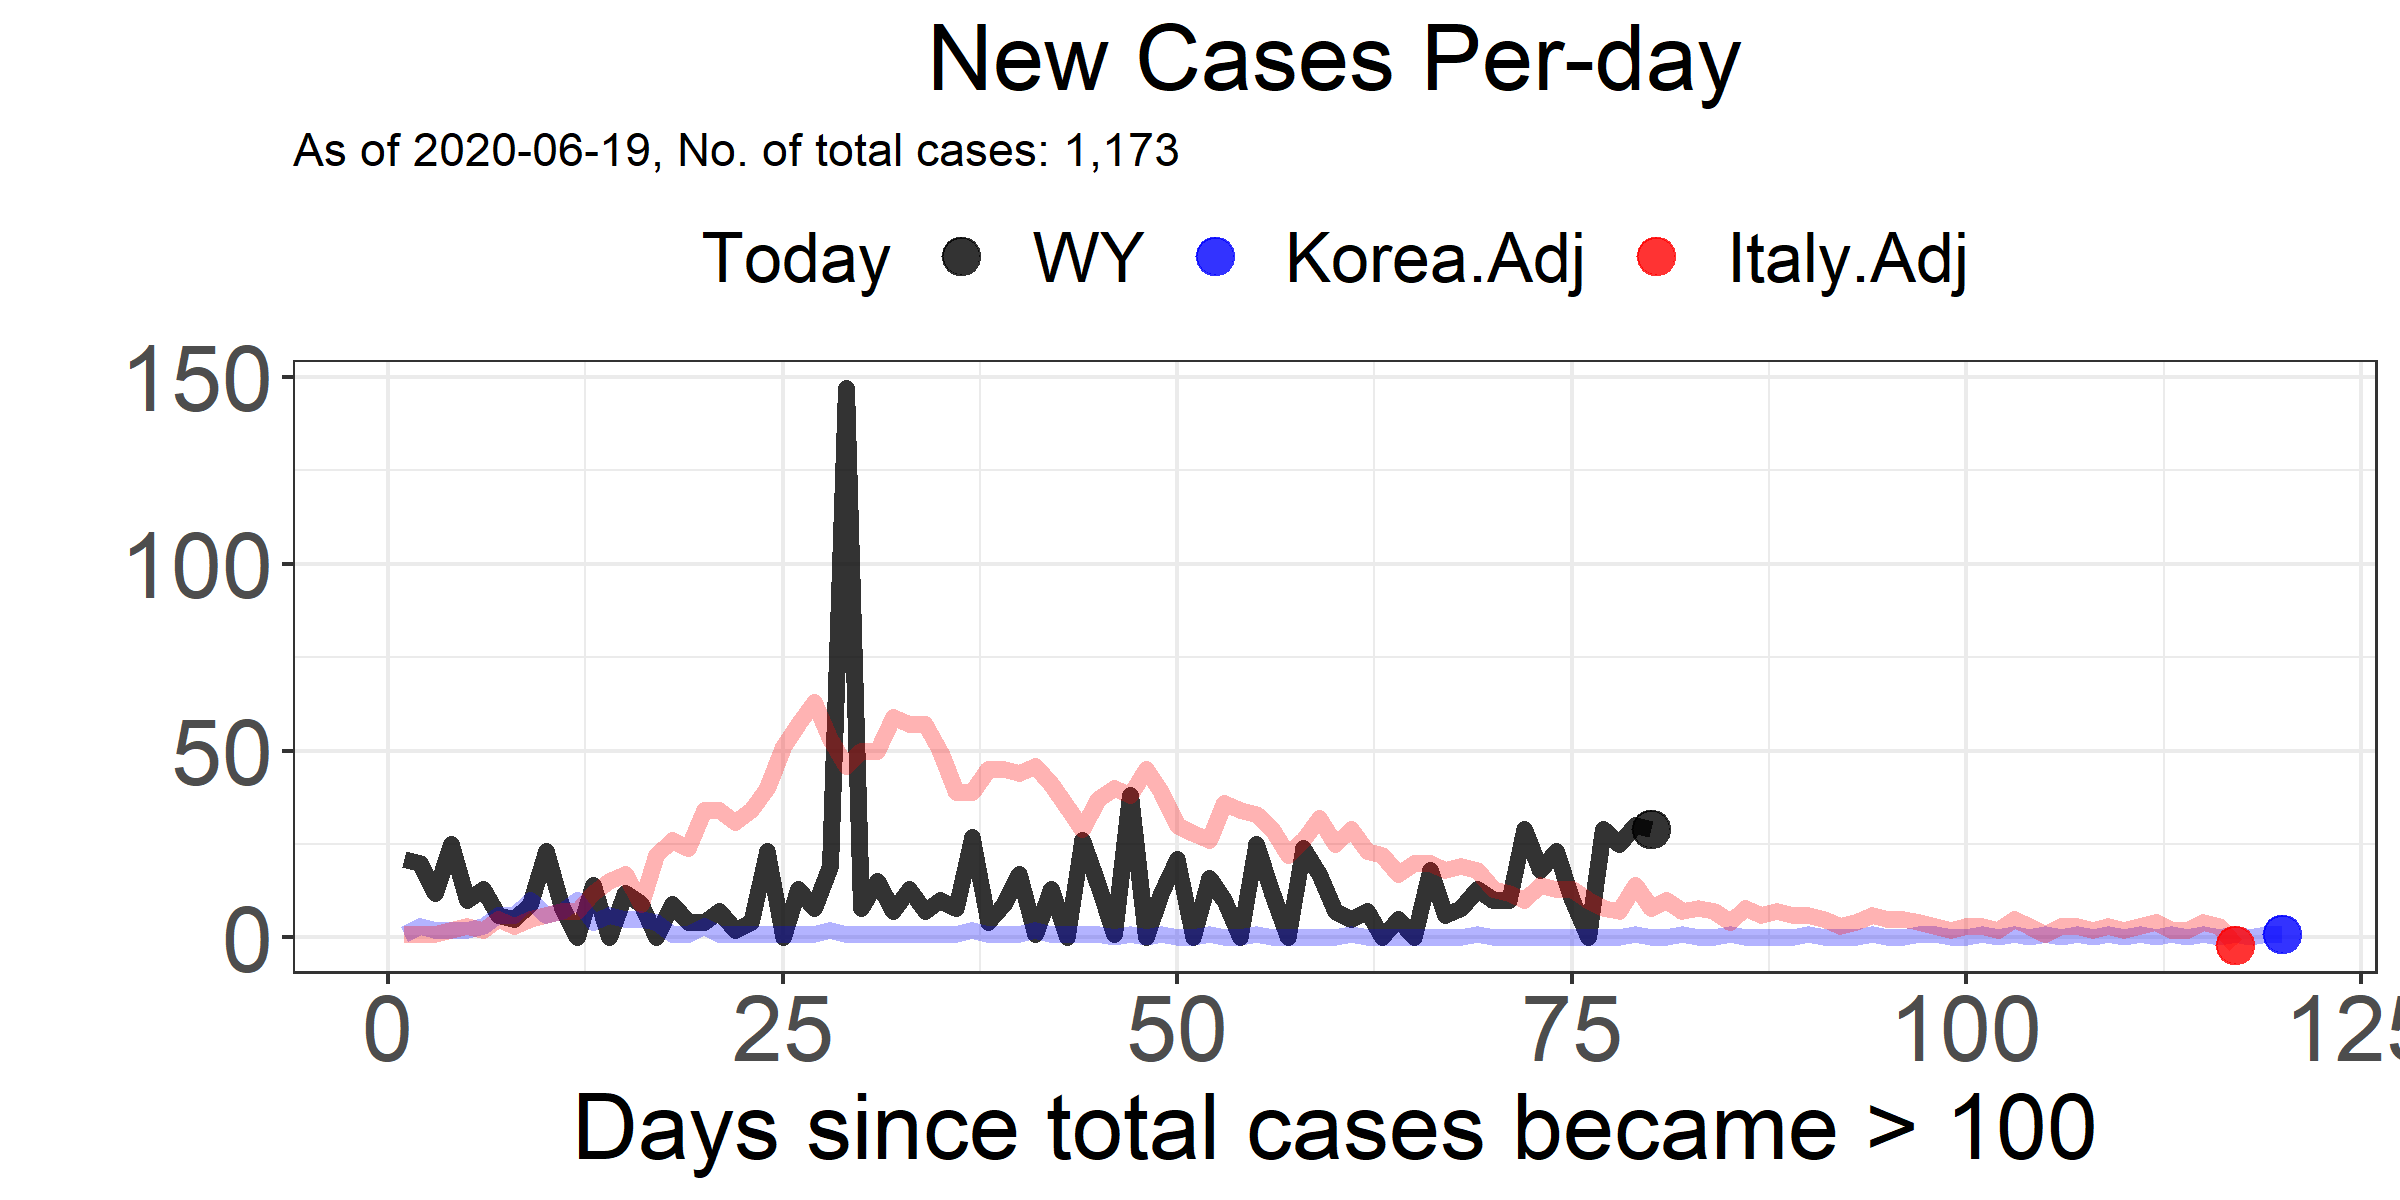 New Cases Per-day
As of 2020-06-19, No. of total cases: 1,173
Today WY Korea.Adj Italy.Adj
150
100
50
0
0 25 50 75 100 125
Days since total cases became > 100